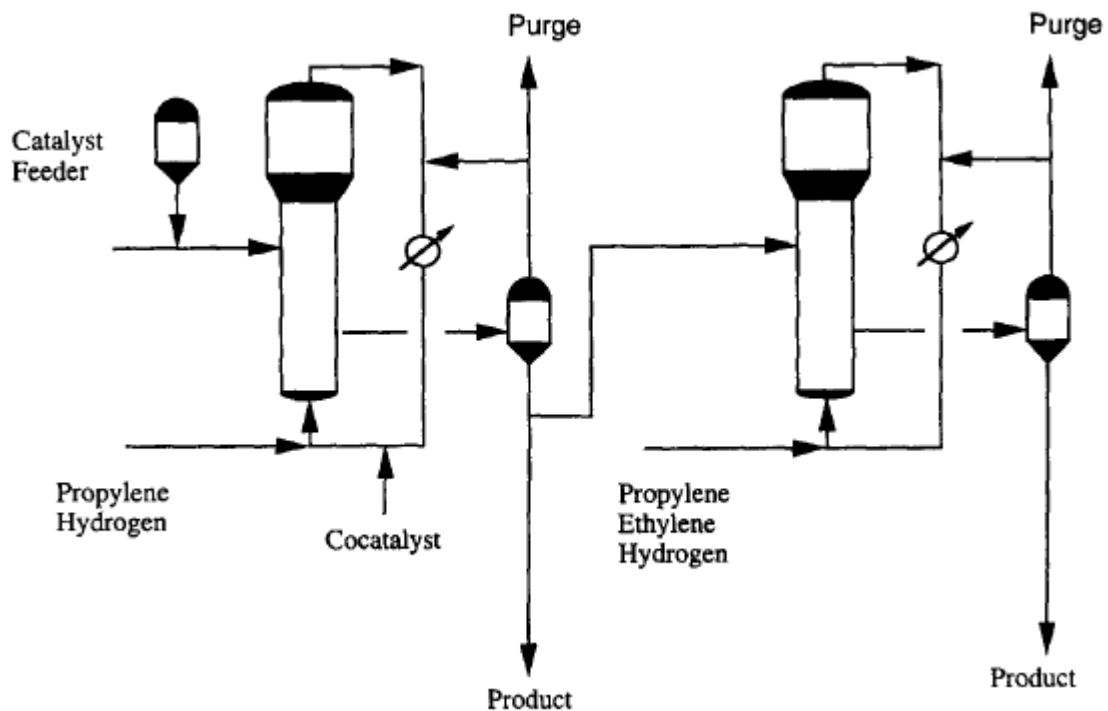 Purge
Purge
Catalyst
Feeder
Propylene
Hydrogen
Cocatalyst
Propylene
Ethylene
Hydrogen
Product
Product